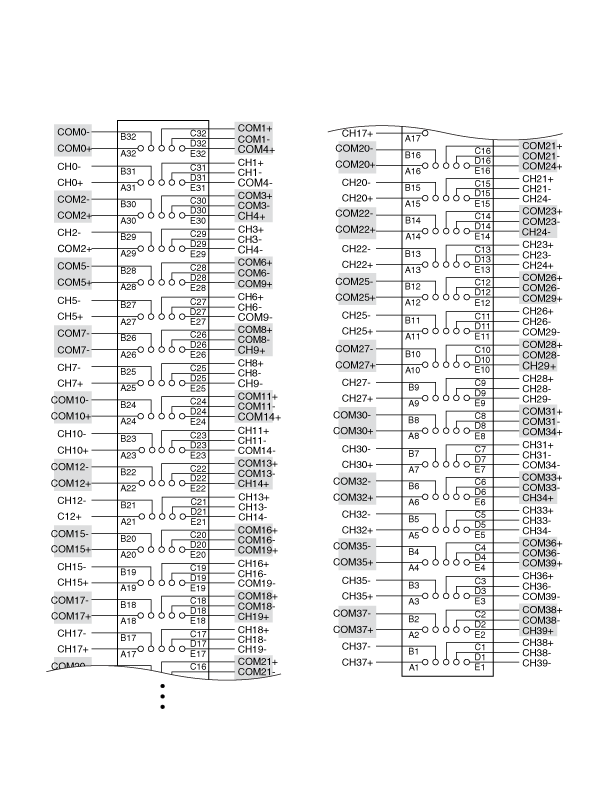 COM0- B32 C32 COM1+
D32 COM1-
COM0+ A32 E32 COM4+
CH0- B31 C31 CH1+
D31 CH1-
CH0+ A31 E31 COM4-
COM2- B30 C30 COM3+
D30 COM3-
COM2+ A30 E30 CH4+
CH2- B29 C29 CH3+
D29 CH3-
COM2+ A29 E29 CH4-
COM5- B28 C28 COM6+
D28 COM6-
COM5+ A28 E28 COM9+
CH5- B27 C27 CH6+
D27 CH6-
CH5+ A27 E27 COM9-
COM7- B26 C26 COM8+
D26 COM8-
COM7- A26 E26 CH9+
CH7- B25 C25 CH8+
D25 CH8-
CH7+ A25 E25 CH9-
COM10- B24 C24 COM11+
D24 COM11-
COM10+ A24 E24 COM14+
CH10- B23 C23 CH11+
D23 CH11-
CH10+ A23 E23 COM14-
COM12- B22 C22 COM13+
D22 COM13-
COM12+ A22 E22 CH14+
CH12- B21 C21 CH13+
D21 CH13-
C12+ A21 E21 CH14-
COM15- B20 C20 COM16+
D20 COM16-
COM15+ A20 E20 COM19+
CH15- B19 C19 CH16+
D19 CH16-
CH15+ A19 E19 COM19-
COM17- B18 C18 COM18+
D18 COM18-
COM17+ A18 E18 CH19+
CH17- B17 C17 CH18+
D17 CH18-
CH17+ A17 E17 CH19-
COM20- C16 COM21+
COM21-
CH17+ A17
COM20- B16 C16 COM21+
D16 COM21-
COM20+ A16 E16 COM24+
CH20- B15 C15 CH21+
D15 CH21-
CH20+ A15 E15 CH24-
COM22- B14 C14 COM23+
D14 COM23-
COM22+ A14 E14 CH24-
CH22- B13 C13 CH23+
D13 CH23-
CH22+ A13 E13 CH24+
COM25- B12 C12 COM26+
D12 COM26-
COM25+ A12 E12 COM29+
CH25- B11 C11 CH26+
D11 CH26-
CH25+ A11 E11 COM29-
COM27- B10 C10 COM28+
D10 COM28-
COM27+ A10 E10 CH29+
CH27- B9 C9 CH28+
D9 CH28-
CH27+ A9 E9 CH29-
COM30- B8 C8 COM31+
D8 COM31-
COM30+ A8 E8 COM34+
CH30- B7 C7 CH31+
D7 CH31-
CH30+ A7 E7 COM34-
COM32- B6 C6 COM33+
D6 COM33-
COM32+ A6 E6 CH34+
CH32- B5 C5 CH33+
D5 CH33-
CH32+ A5 E5 CH34-
COM35- B4 C4 COM36+
D4 COM36-
COM35+ A4 E4 COM39+
CH35- B3 C3 CH36+
D3 CH36-
CH35+ A3 E3 COM39-
COM37- B2 C2 COM38+
D2 COM38-
COM37+ A2 E2 CH39+
CH37- B1 C1 CH38+
D1 CH38-
CH37+ A1 E1 CH39-